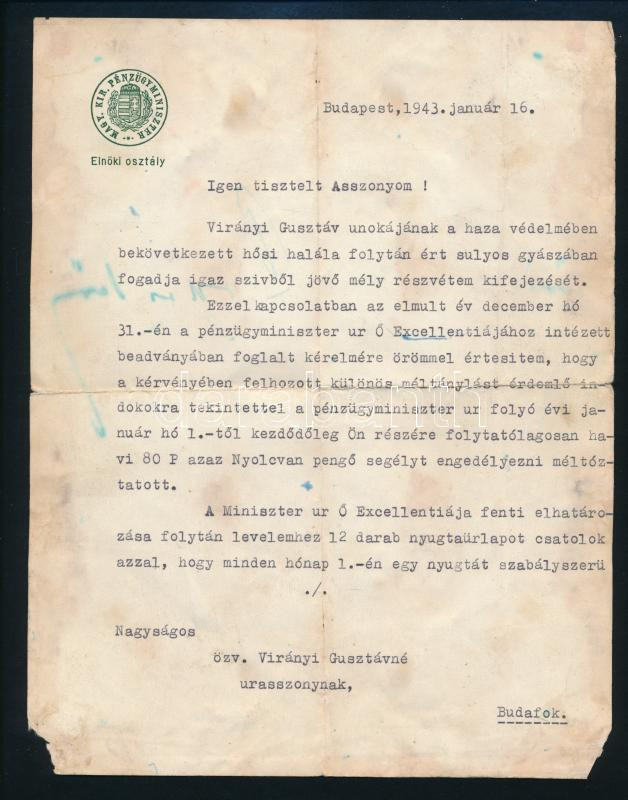 MAGY. KIR. PÉNZÜGYMINISZTER
Elnöki osztály
Budapest,1943.január 16.
Igen tisztelt Asszonyom !
Virányi Gusztáv unokájának a haza védelmében
bekövetkezett hősi halála folytán ért sulyos gyászában
fogadja igaz szivből jövő mély részvétem kifejezését.
Ezzelkapcsolatban az elmult év december hó
31.-én a pénzügyminiszter ur Ő Excellentiájához intézett
beadványában foglalt kérelmére örömmel értesitem, hogy
a kérvényében felhozott különös méltánylást érdemlő in-
dokokra tekintettel a pénzügyminiszter ur folyó évi ja-
nuár hó 1.-től kezdődőleg Ön részére folytatólagosan ha-
vi 80 P azaz Nyolcvan pengő segélyt engedélyezni méltóz-
tatott.
A Miniszter ur Ő Excellentiája fenti elhatáro-
zása folytán levelemhez 12 darab nyugtaürlapot csatolok
azzal, hogy minden hónap 1.-én egy nyugtát szabályszerü
./.
Nagyságos
özv. Virányi Gusztávné
urasszonynak,
Budafok.
darabanth